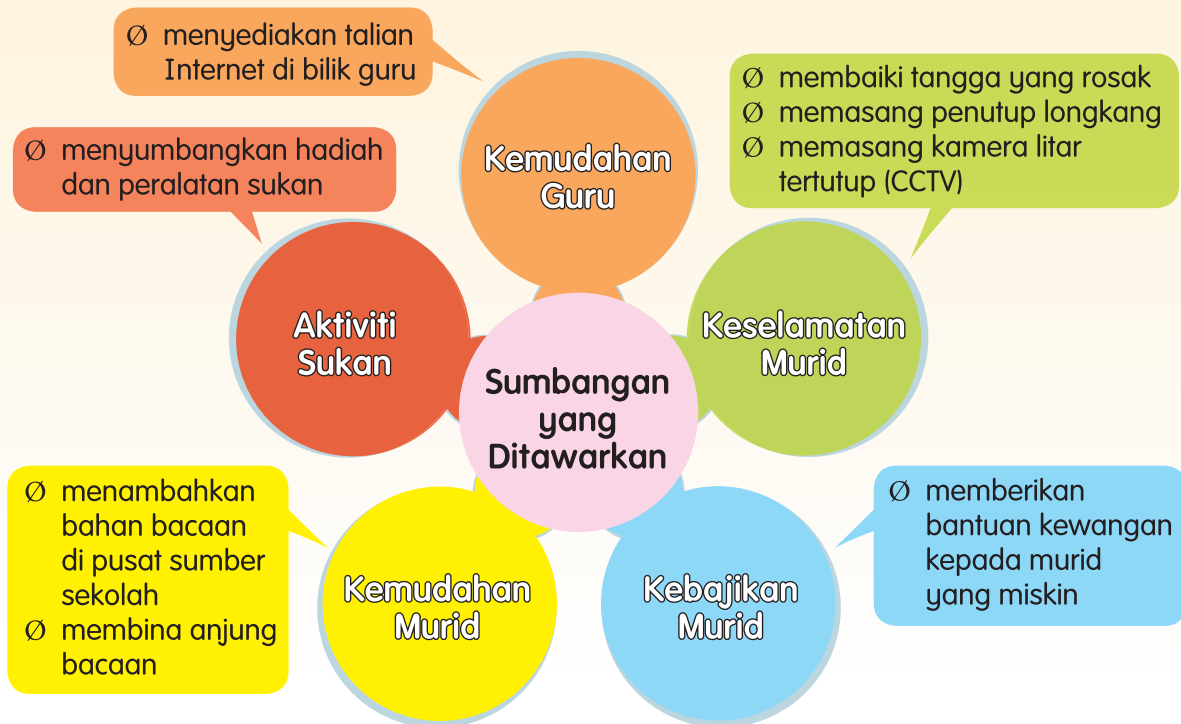 Ø menyediakan talian
Internet di bilik guru
Kemudahan
Guru
Ø membaiki tangga yang rosak
Ø memasang penutup longkang
Ø memasang kamera litar
tertutup (CCTV)
Keselamatan
Murid
Ø menyumbangkan hadiah
dan peralatan sukan
Aktiviti
Sukan
Sumbangan
yang
Ditawarkan
Ø menambahkan
bahan bacaan
di pusat sumber
sekolah
Ø membina anjung
bacaan
Kemudahan
Murid
Ø memberikan
bantuan kewangan
kepada murid
yang miskin
Kebajikan
Murid